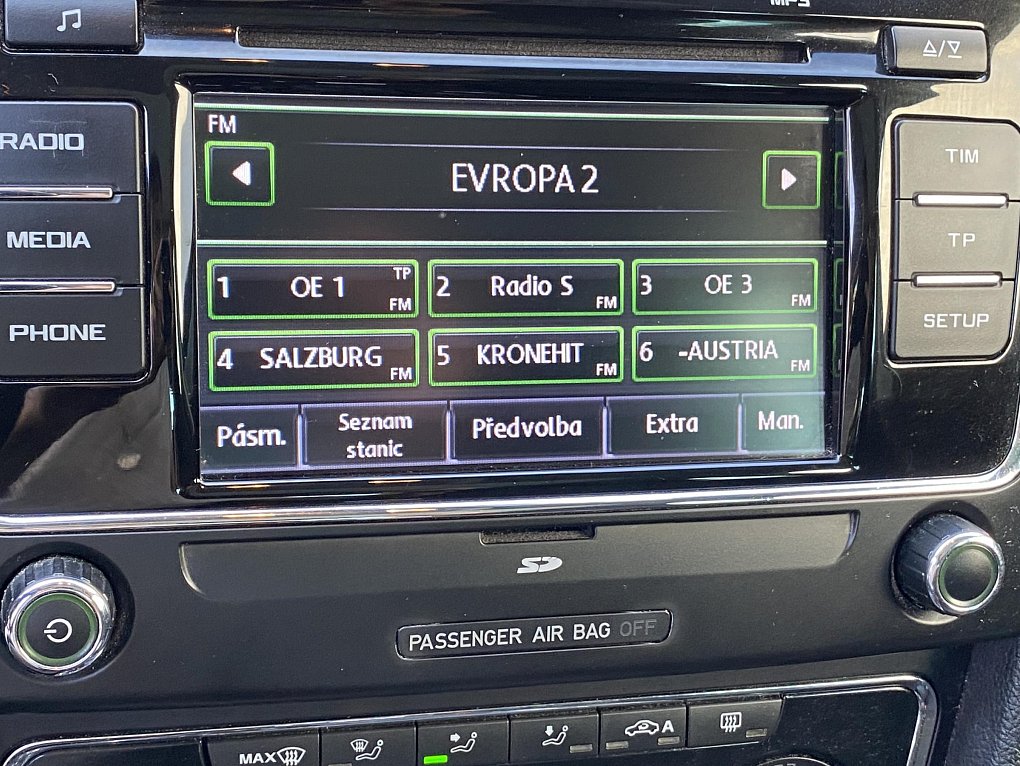 MP3
RADIO
MEDIA
PHONE
FM
EVROPA 2
1 OE 1 TP FM
2 Radio S FM
3 OE 3 FM
4 SALZBURG FM
5 KRONEHIT FM
6 -AUSTRIA FM
Pásm.
Seznam
stanic
Předvolba
Extra
Man.
TIM
TP
SETUP
SD
PASSENGER AIR BAG OFF
MAX
A